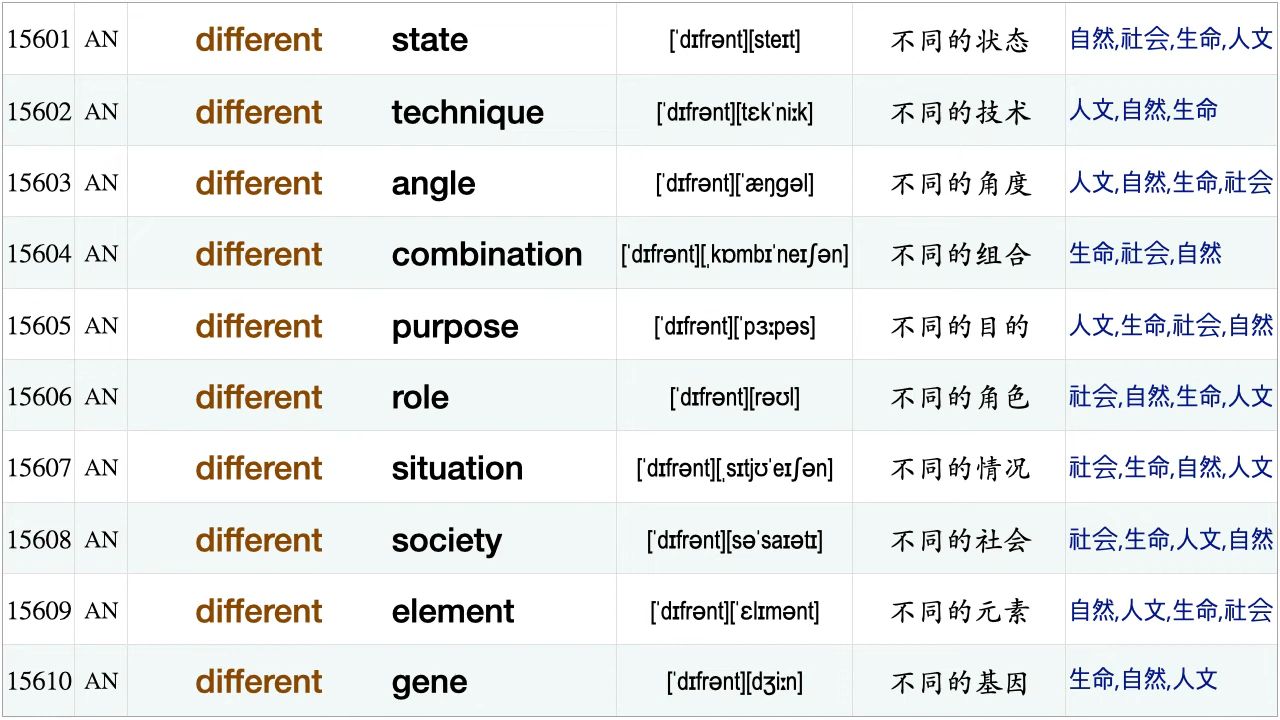 15601 AN different state [ˈdɪfrənt][steɪt] 不同的状态 自然,社会,生命,人文
15602 AN different technique [ˈdɪfrənt][tɛkˈniːk] 不同的技术 人文,自然,生命
15603 AN different angle [ˈdɪfrənt][ˈæŋɡəl] 不同的角度 人文,自然,生命,社会
15604 AN different combination [ˈdɪfrənt][ˌkɒmbɪˈneɪʃən] 不同的组合 生命,社会,自然
15605 AN different purpose [ˈdɪfrənt][ˈpɜːpəs] 不同的目的 人文,生命,社会,自然
15606 AN different role [ˈdɪfrənt][rəʊl] 不同的角色 社会,自然,生命,人文
15607 AN different situation [ˈdɪfrənt][ˌsɪtjʊˈeɪʃən] 不同的情况 社会,生命,自然,人文
15608 AN different society [ˈdɪfrənt][səˈsaɪətɪ] 不同的社会 社会,生命,人文,自然
15609 AN different element [ˈdɪfrənt][ˈɛlɪmənt] 不同的元素 自然,人文,生命,社会
15610 AN different gene [ˈdɪfrənt][dʒiːn] 不同的基因 生命,自然,人文